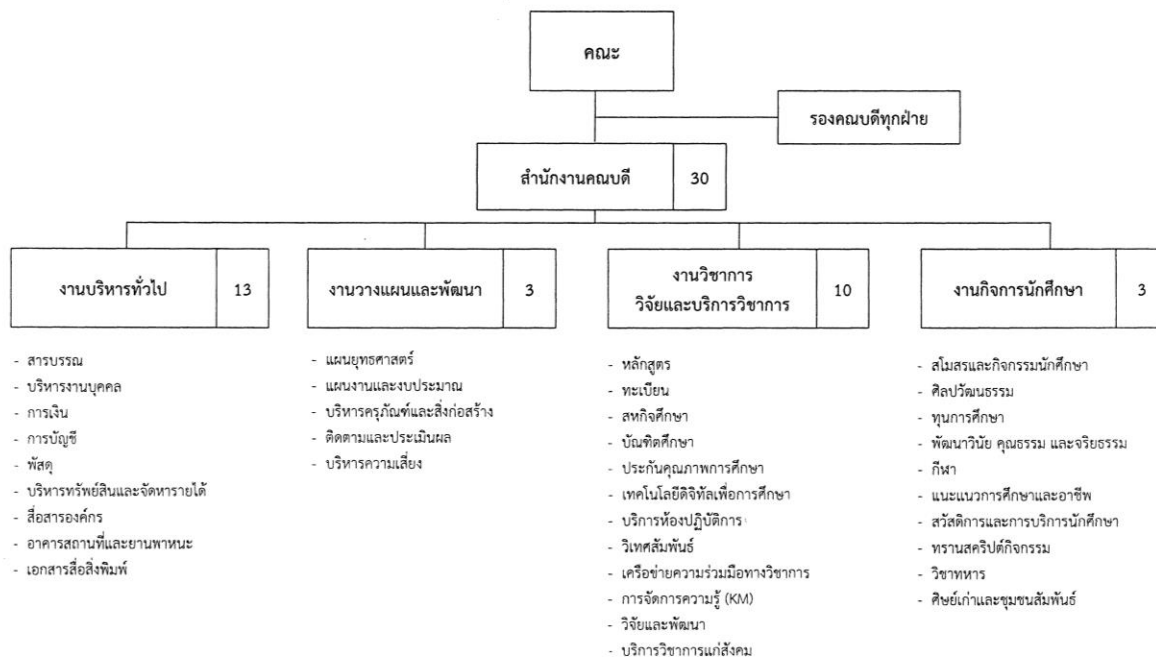 คณะ
รองคณบดีทุกฝ่าย
สำนักงานคณบดี 30
งานบริหารทั่วไป 13
- สารบรรณ
- บริหารงานบุคคล
- การเงิน
- การบัญชี
- พัสดุ
- บริหารทรัพย์สินและจัดหารายได้
- สื่อสารองค์กร
- อาคารสถานที่และยานพาหนะ
- เอกสารสื่อสิ่งพิมพ์
งานวางแผนและพัฒนา 3
- แผนยุทธศาสตร์
- แผนงานและงบประมาณ
- บริหารครุภัณฑ์และสิ่งก่อสร้าง
- ติดตามและประเมินผล
- บริหารความเสี่ยง
งานวิชาการ
วิจัยและบริการวิชาการ 10
- หลักสูตร
- ทะเบียน
- สหกิจศึกษา
- บัณฑิตศึกษา
- ประกันคุณภาพการศึกษา
- เทคโนโลยีดิจิทัลเพื่อการศึกษา
- บริการห้องปฏิบัติการ
- วิเทศสัมพันธ์
- เครือข่ายความร่วมมือทางวิชาการ
- การจัดการความรู้ (KM)
- วิจัยและพัฒนา
- บริการวิชาการแก่สังคม
งานกิจการนักศึกษา 3
- สโมสรและกิจกรรมนักศึกษา
- ศิลปวัฒนธรรม
- ทุนการศึกษา
- พัฒนาวินัย คุณธรรม และจริยธรรม
- กีฬา
- แนะแนวการศึกษาและอาชีพ
- สวัสดิการและการบริการนักศึกษา
- ทรานสคริปต์กิจกรรม
- วิชาทหาร
- ศิษย์เก่าและชุมชนสัมพันธ์